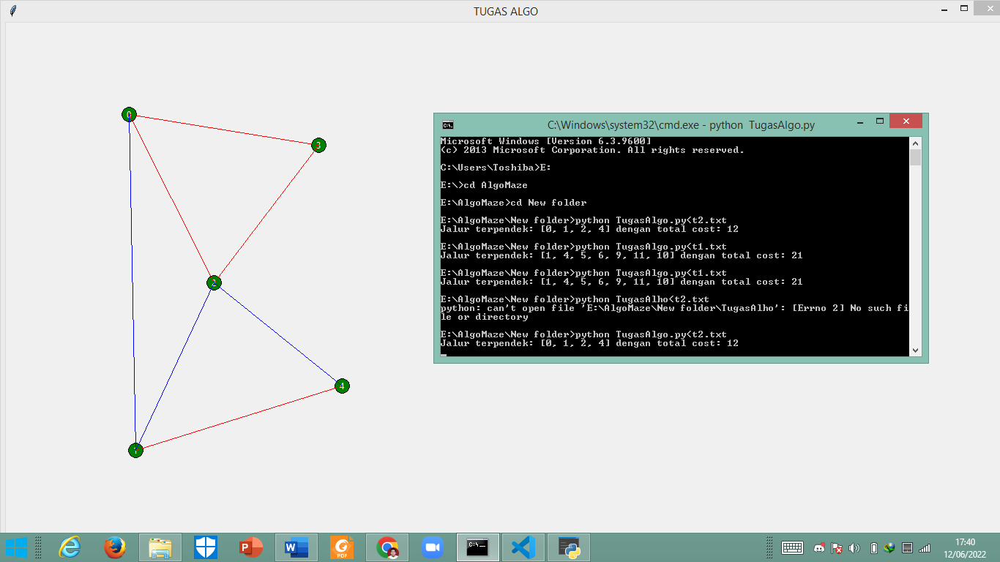 TUGAS ALGO
0
3
2
4
1
C:\Windows\system32\cmd.exe - python  TugasAlgo.py
Microsoft Windows [Version 6.3.9600]
(c) 2013 Microsoft Corporation. All rights reserved.
C:\Users\Toshiba>E:
E:\>cd AlgoMaze
E:\AlgoMaze>cd New folder
E:\AlgoMaze\New folder>python TugasAlgo.py<t2.txt
Jalur terpendek: [0, 1, 2, 4] dengan total cost: 12
E:\AlgoMaze\New folder>python TugasAlgo.py<t1.txt
Jalur terpendek: [1, 4, 5, 6, 9, 11, 10] dengan total cost: 21
E:\AlgoMaze\New folder>python TugasAlgo.py<t1.txt
Jalur terpendek: [1, 4, 5, 6, 9, 11, 10] dengan total cost: 21
E:\AlgoMaze\New folder>python TugasAlho<t2.txt
python: can't open file 'E:\AlgoMaze\New folder\TugasAlho': [Errno 2] No such fi
le or directory
E:\AlgoMaze\New folder>python TugasAlgo.py<t2.txt
Jalur terpendek: [0, 1, 2, 4] dengan total cost: 12
17:40
12/06/2022